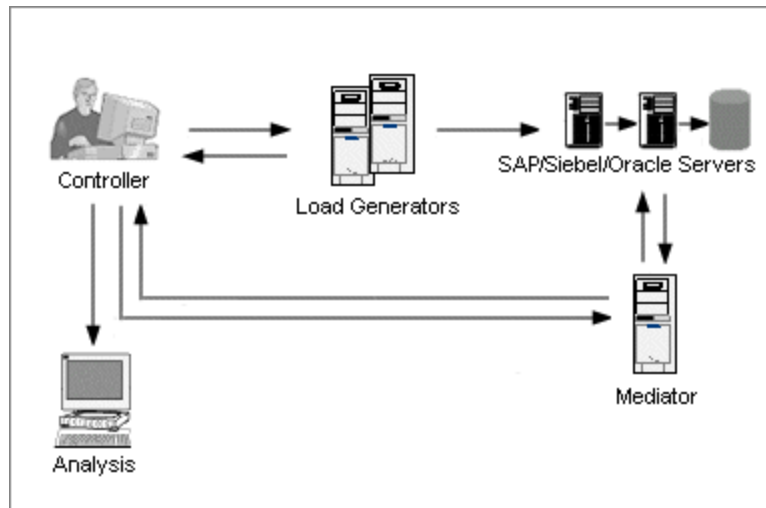 Controller
Load Generators
SAP/Siebel/Oracle Servers
Mediator
Analysis